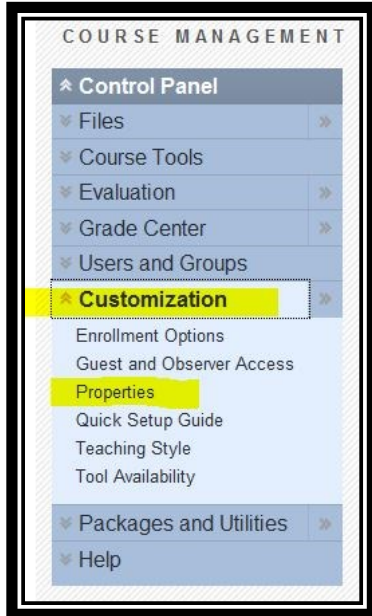 COURSE MANAGEMENT
Control Panel
Files
Course Tools
Evaluation
Grade Center
Users and Groups
Customization
Enrollment Options
Guest and Observer Access
Properties
Quick Setup Guide
Teaching Style
Tool Availability
Packages and Utilities
Help